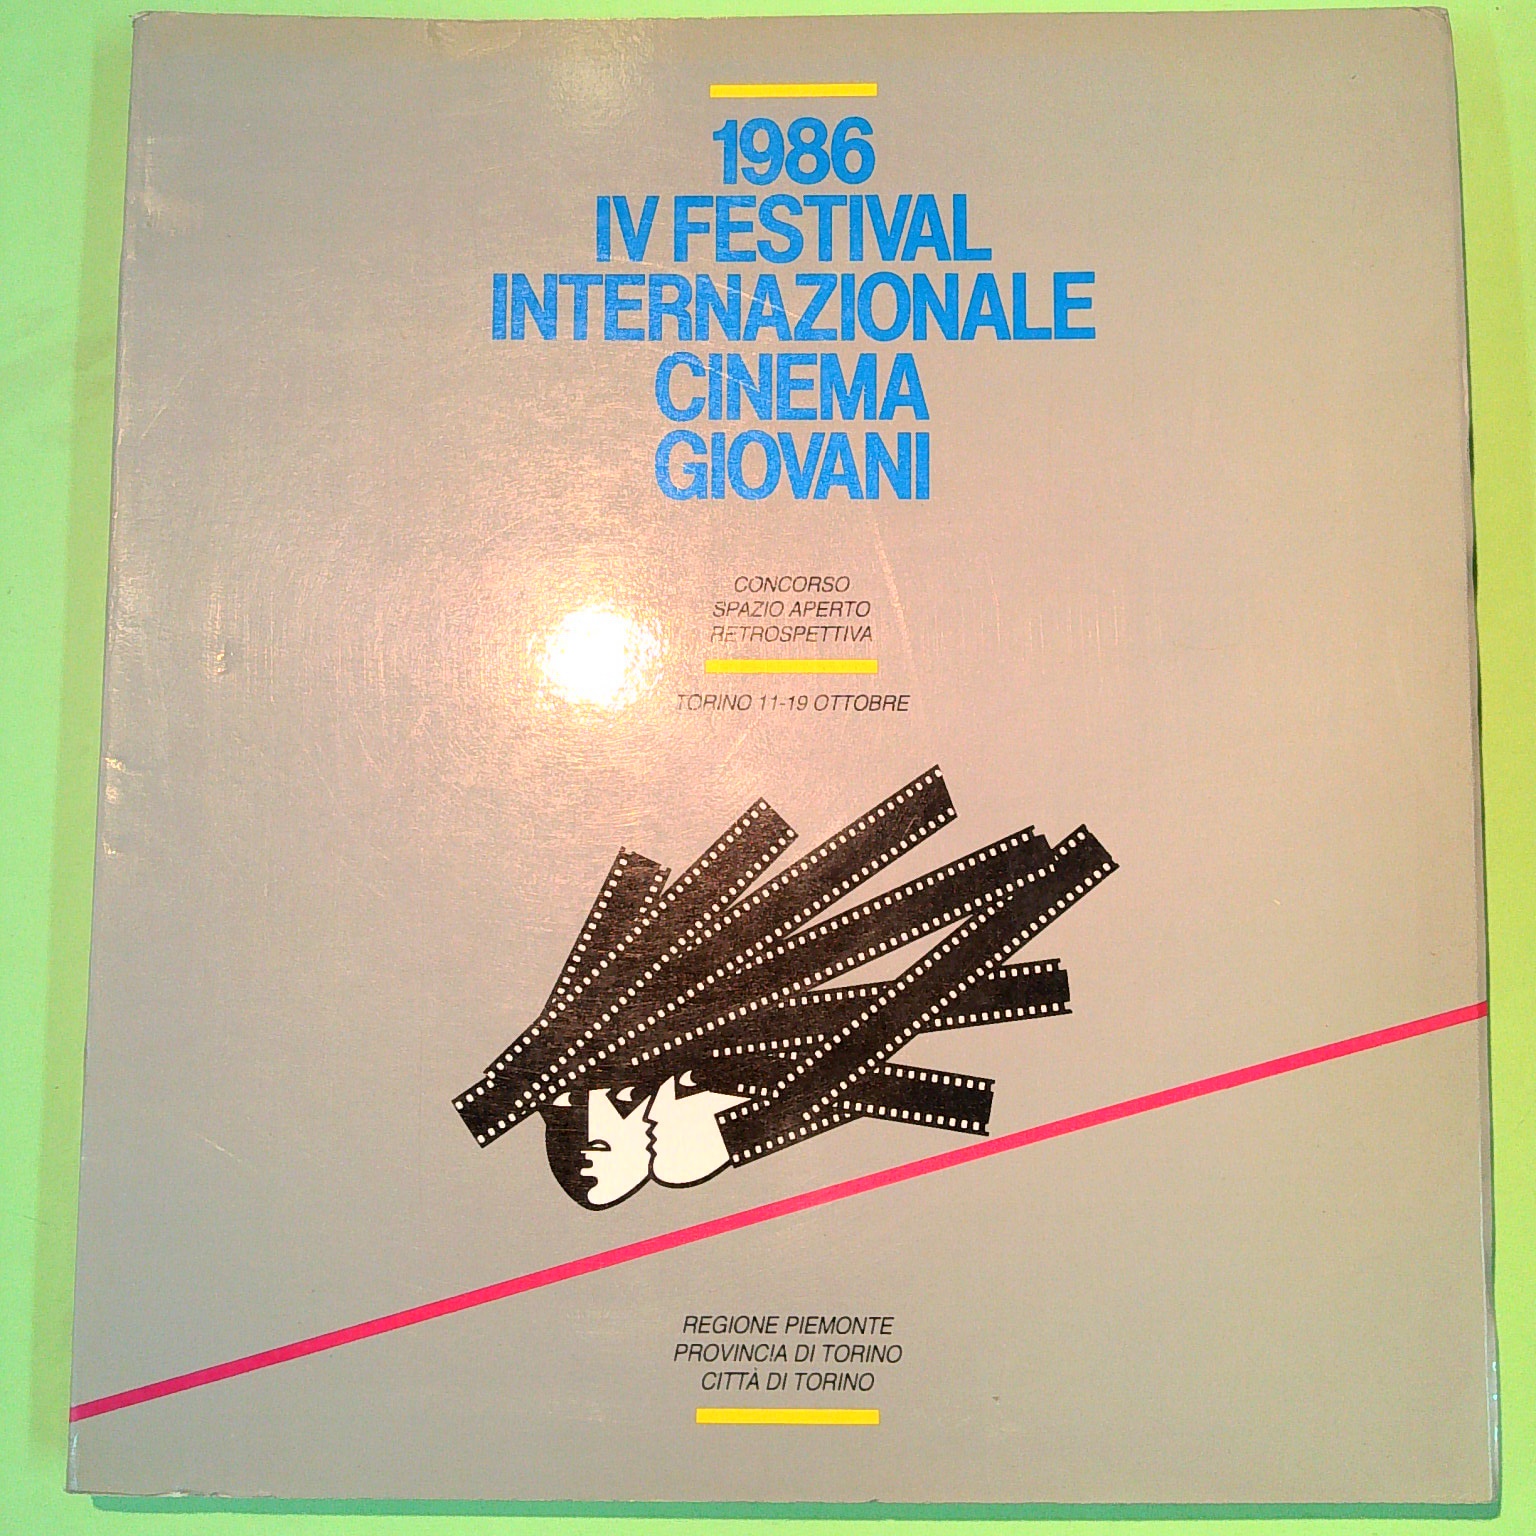 1986
IV FESTIVAL
INTERNAZIONALE
CINEMA
GIOVANI
CONCORSO
SPAZIO APERTO
RETROSPETTIVA
TORINO 11-19 OTTOBRE
REGIONE PIEMONTE
PROVINCIA DI TORINO
CITTÀ DI TORINO